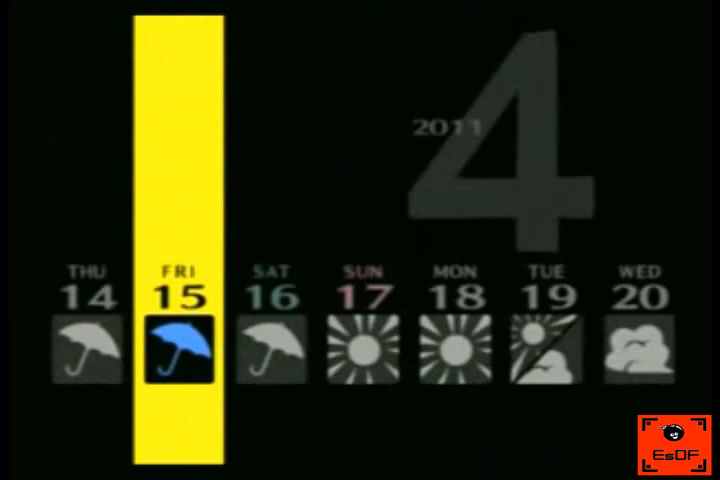 4
2011
THU FRI SAT SUN MON TUE WED
14 15 16 17 18 19 20
EsDF